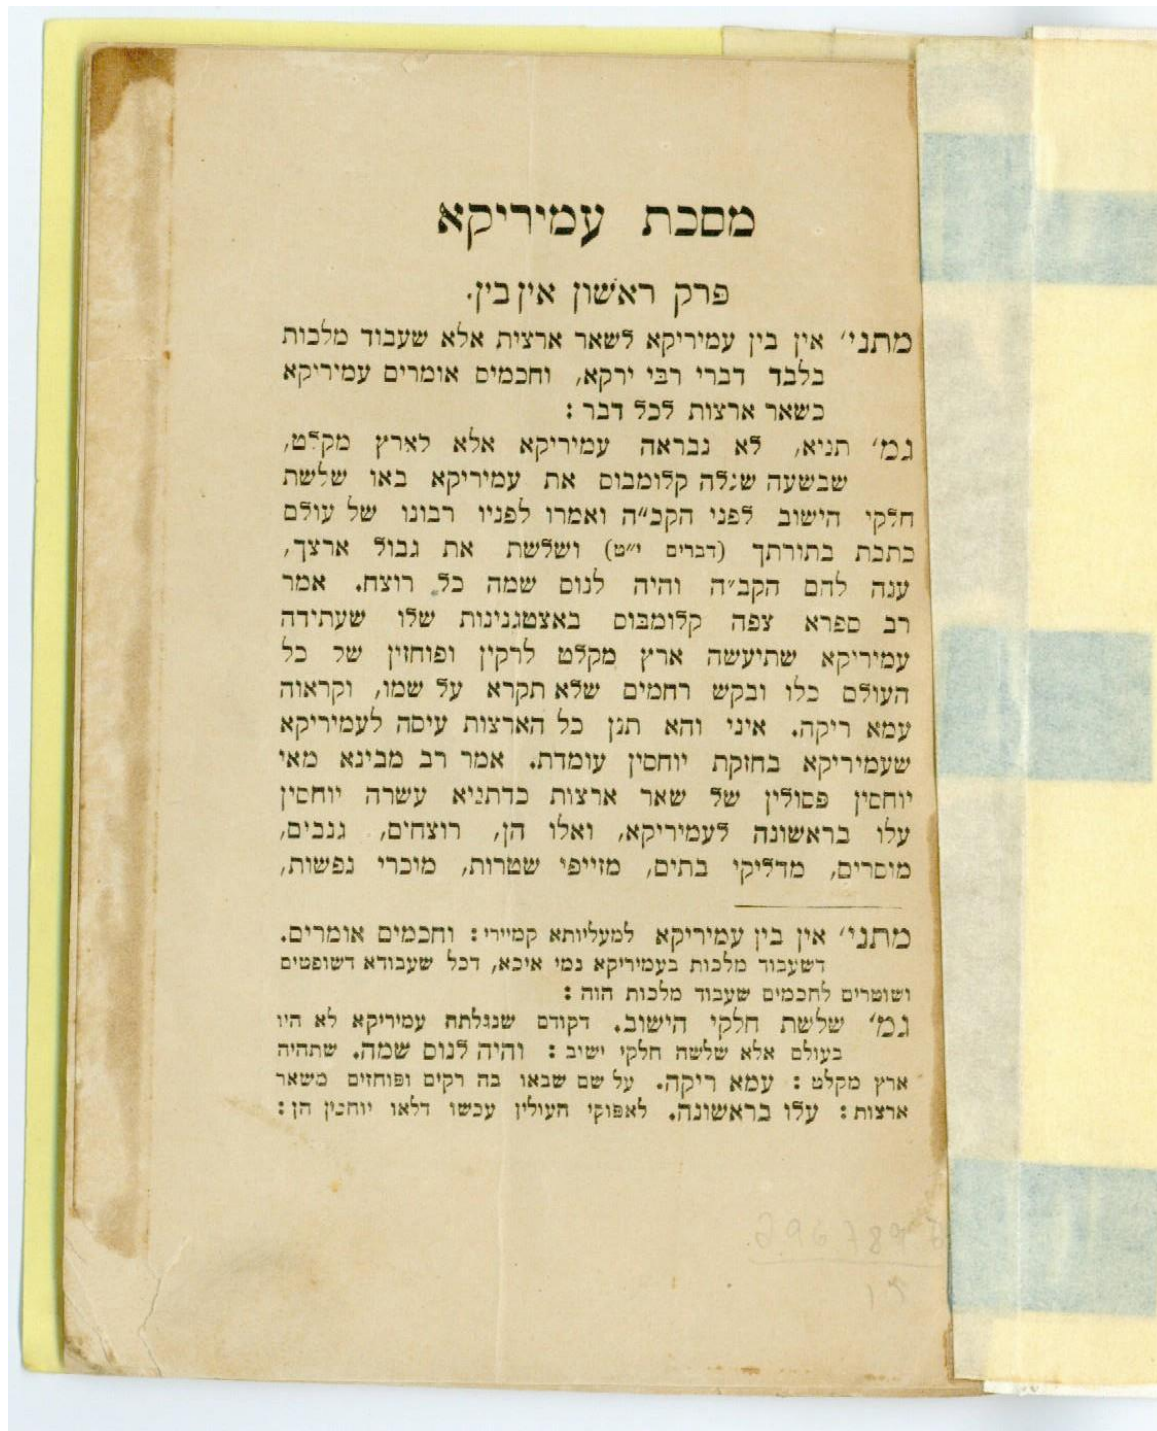 מסכת עמיריקא
פרק ראשון אין בין.
מתני׳ אין בין עמיריקא לשאר ארצית אלא שעבוד מלכות
בלבד דברי רבי ירקא, וחכמים אומרים עמיריקא
כשאר ארצות לכל דבר :
גמ׳ תניא, לא נבראה עמיריקא אלא לארץ מקלט,
שבשעה שגלה קלומבוס את עמיריקא באו שלשת
חלקי הישוב לפני הקב״ה ואמרו לפניו רבונו של עולם
כתבת בתורתך (דברים י״ט) ושלשת את גבול ארצך,
ענה להם הקב״ה והיה לנוס שמה כל רוצח. אמר
רב ספרא צפה קלומבוס באצטגנינות שלו שעתידה
עמיריקא שתיעשה ארץ מקלט לרקין ופוחזין של כל
העולם כלו ובקש רחמים שלא תקרא על שמו, וקראוה
עמא ריקה. איני והא תנן כל הארצות עיסה לעמיריקא
שעמיריקא בחזקת יוחסין עומדת. אמר רב מבינא מאי
יוחסין פסולין של שאר ארצות כדתניא עשרה יוחסין
עלו בראשונה לעמיריקא, ואלו הן, רוצחים, גנבים,
מוסרים, מדליקי בתים, מזייפי שטרות, מוכרי נפשות,
מתני׳ אין בין עמיריקא למעליותא קמיירי : וחכמים אומרים.
דשעבוד מלכות בעמיריקא נמי איכא, דכל שעבודא דשופטים
ושוטרים לחכמים שעבוד מלכות הוה :
גמ׳ שלשת חלקי הישוב. דקודם שנגלתה עמיריקא לא היו
בעולם אלא שלשה חלקי ישיב : והיה לנוס שמה. שתהיה
ארץ מקלט : עמא ריקה. על שם שבאו בה רקים ופוחזים משאר
ארצות : עלו בראשונה. לאפוקי העולין עכשו דלאו יוחסין הן :